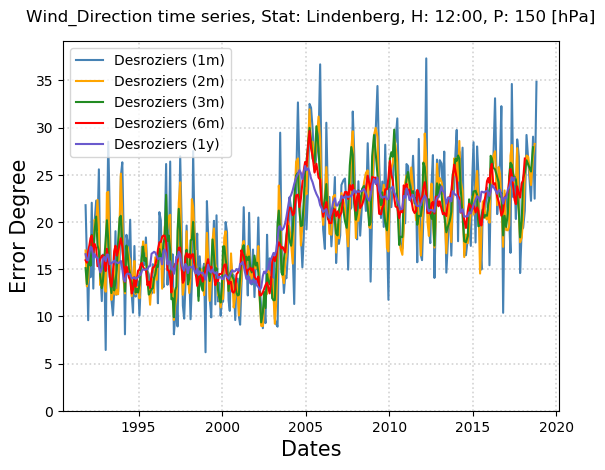 Wind_Direction time series, Stat: Lindenberg, H: 12:00, P: 150 [hPa]
Desroziers (1m)
Desroziers (2m)
Desroziers (3m)
Desroziers (6m)
Desroziers (1y)
Error Degree
35
30
25
20
15
10
5
0
1995
2000
2005
2010
2015
2020
Dates